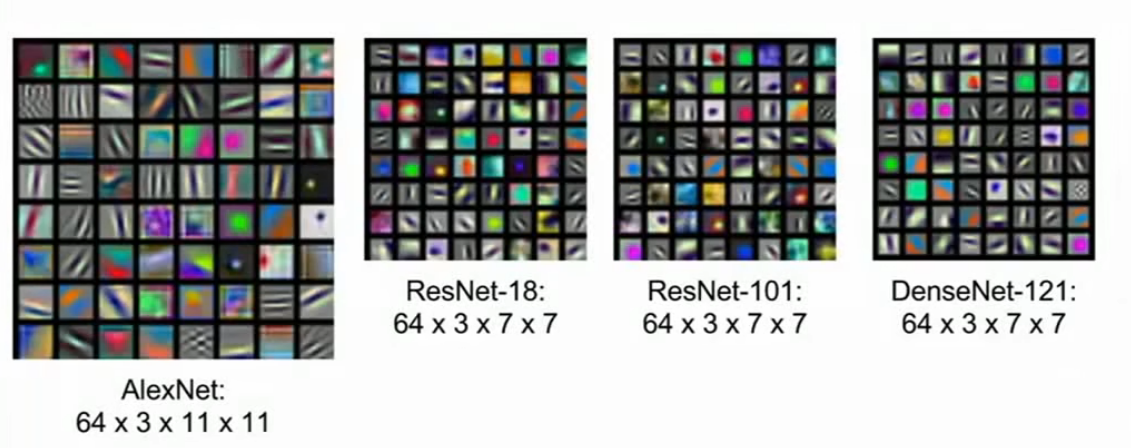 ResNet-18:
64 x 3 x 7 x 7
ResNet-101:
64 x 3 x 7 x 7
DenseNet-121:
64 x 3 x 7 x 7
AlexNet:
64 x 3 x 11 x 11